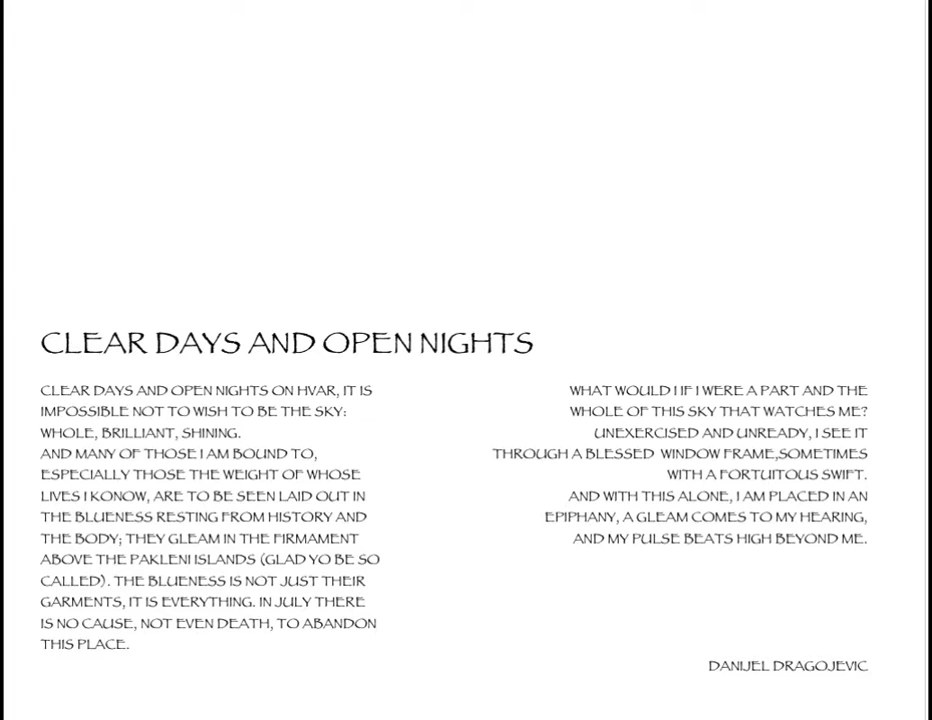 CLEAR DAYS AND OPEN NIGHTS
CLEAR DAYS AND OPEN NIGHTS ON HVAR, IT IS
IMPOSSIBLE NOT TO WISH TO BE THE SKY:
WHOLE, BRILLIANT, SHINING.
AND MANY OF THOSE I AM BOUND TO,
ESPECIALLY THOSE THE WEIGHT OF WHOSE
LIVES I KONOW, ARE TO BE SEEN LAID OUT IN
THE BLUENESS RESTING FROM HISTORY AND
THE BODY; THEY GLEAM IN THE FIRMAMENT
ABOVE THE PAKLENI ISLANDS (GLAD YO BE SO
CALLED). THE BLUENESS IS NOT JUST THEIR
GARMENTS, IT IS EVERYTHING. IN JULY THERE
IS NO CAUSE, NOT EVEN DEATH, TO ABANDON
THIS PLACE.
WHAT WOULD I IF I WERE A PART AND THE
WHOLE OF THIS SKY THAT WATCHES ME?
UNEXERCISED AND UNREADY, I SEE IT
THROUGH A BLESSED WINDOW FRAME,SOMETIMES
WITH A FORTUITOUS SWIFT.
AND WITH THIS ALONE, I AM PLACED IN AN
EPIPHANY, A GLEAM COMES TO MY HEARING,
AND MY PULSE BEATS HIGH BEYOND ME.
DANIJEL DRAGOJEVIC